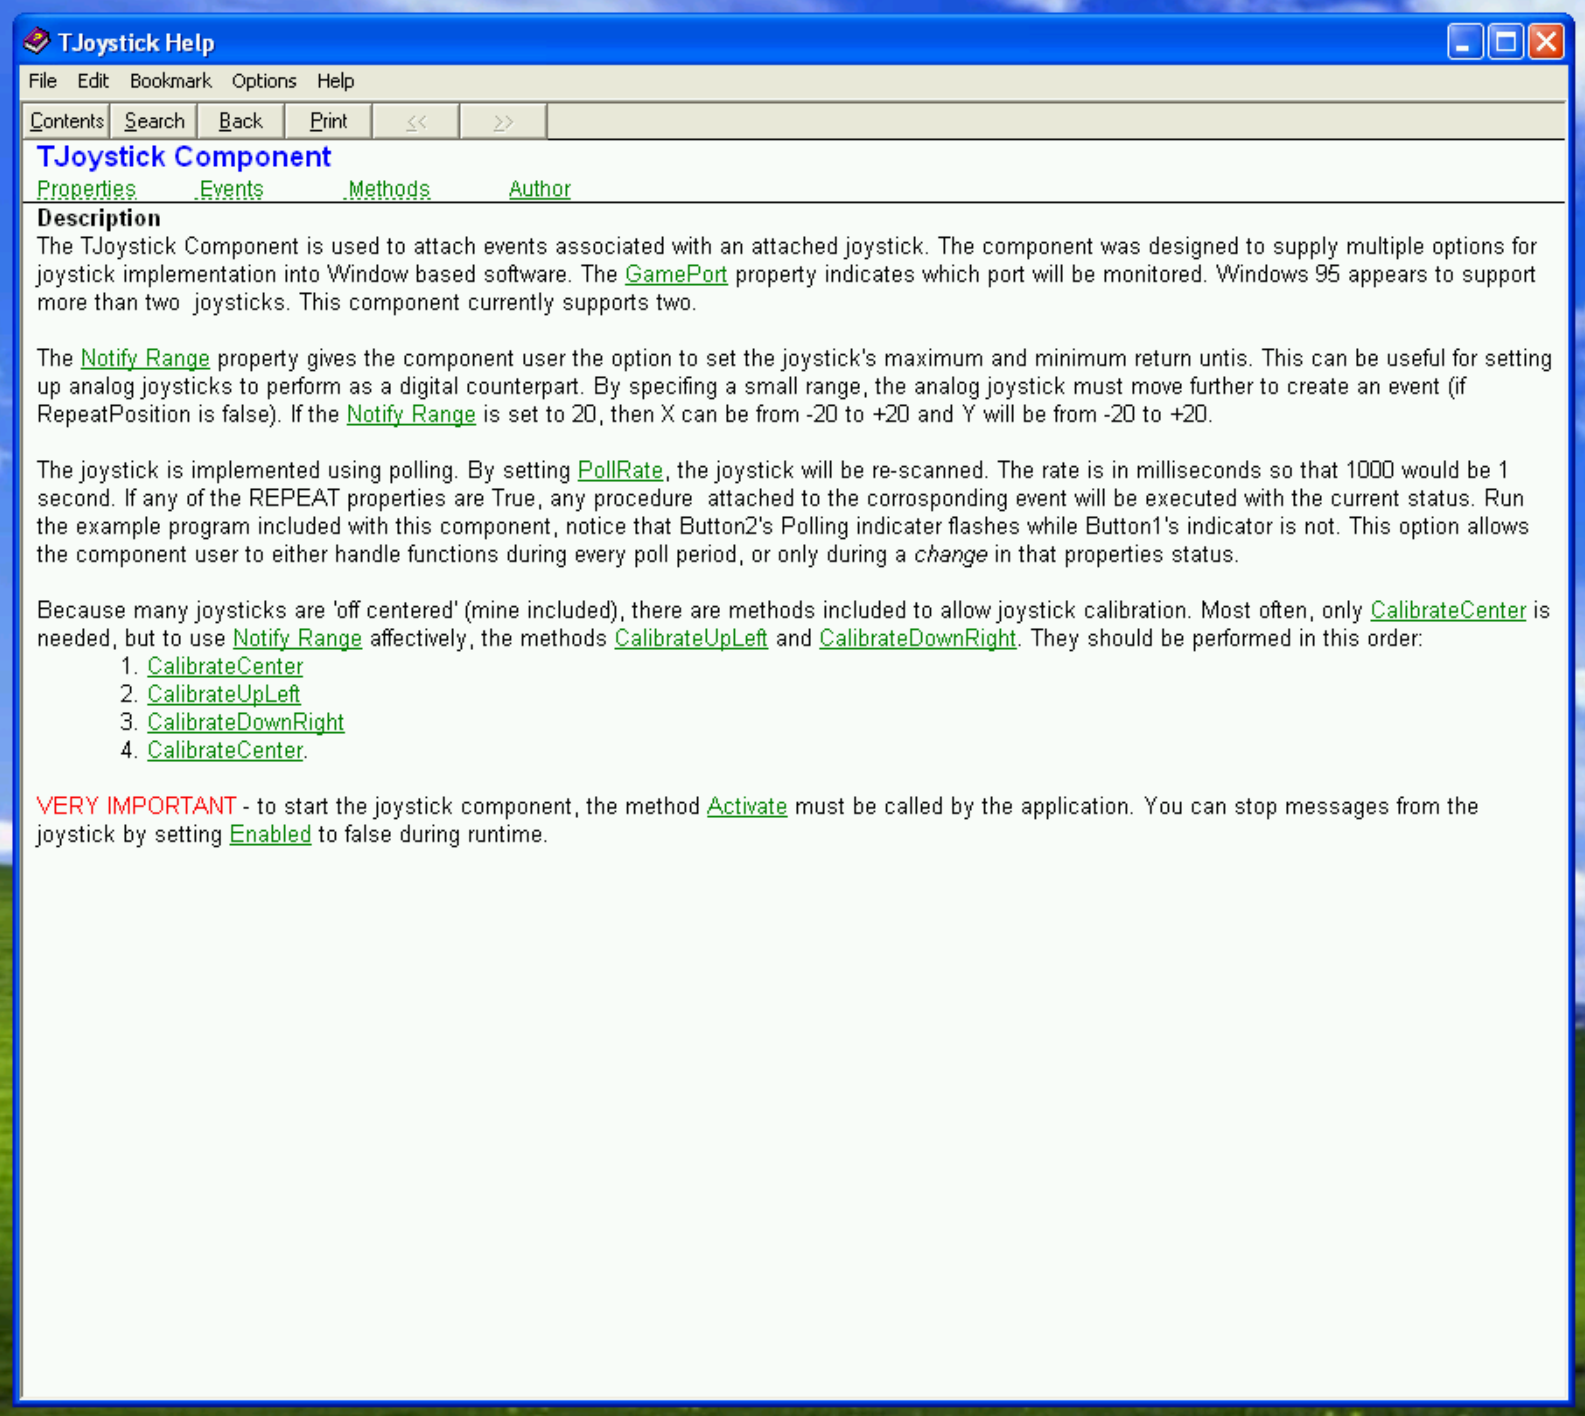 TJoystick Help
File Edit Bookmark Options Help
Contents Search Back Print << >>
TJoystick Component
Properties Events Methods Author
Description
The TJoystick Component is used to attach events associated with an attached joystick. The component was designed to supply multiple options for
joystick implementation into Window based software. The GamePort property indicates which port will be monitored. Windows 95 appears to support
more than two joysticks. This component currently supports two.
The Notify Range property gives the component user the option to set the joystick's maximum and minimum return untis. This can be useful for setting
up analog joysticks to perform as a digital counterpart. By specifing a small range, the analog joystick must move further to create an event (if
RepeatPosition is false). If the Notify Range is set to 20, then X can be from -20 to +20 and Y will be from -20 to +20.
The joystick is implemented using polling. By setting PollRate, the joystick will be re-scanned. The rate is in milliseconds so that 1000 would be 1
second. If any of the REPEAT properties are True, any procedure attached to the corrosponding event will be executed with the current status. Run
the example program included with this component, notice that Button2's Polling indicater flashes while Button1's indicator is not. This option allows
the component user to either handle functions during every poll period, or only during a change in that properties status.
Because many joysticks are 'off centered' (mine included), there are methods included to allow joystick calibration. Most often, only CalibrateCenter is
needed, but to use Notify Range affectively, the methods CalibrateUpLeft and CalibrateDownRight. They should be performed in this order:
1. CalibrateCenter
2. CalibrateUpLeft
3. CalibrateDownRight
4. CalibrateCenter.
VERY IMPORTANT - to start the joystick component, the method Activate must be called by the application. You can stop messages from the
joystick by setting Enabled to false during runtime.